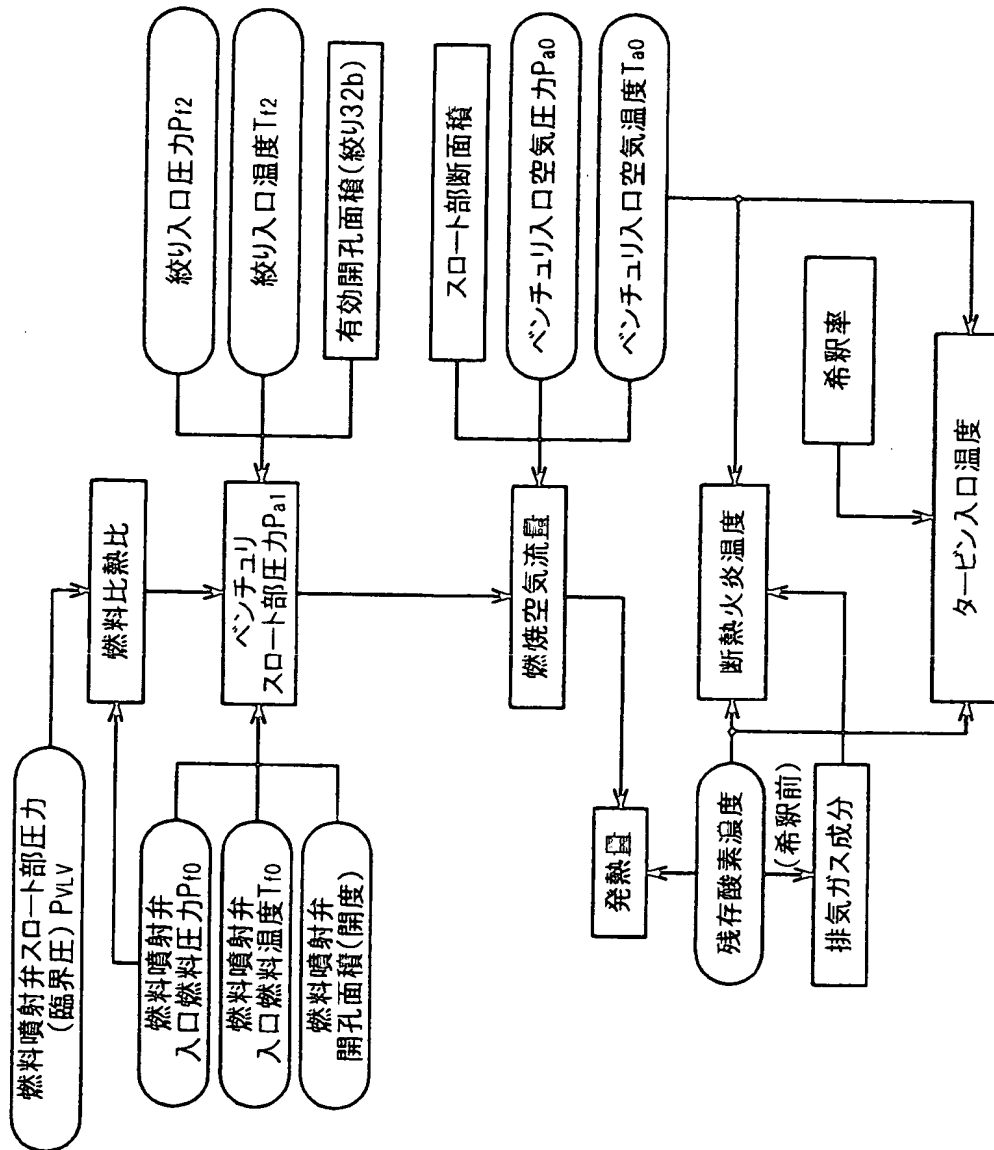 燃料噴射弁スロート部圧力
(臨界圧) PVLV
燃料噴射弁
入口燃料圧力Pf0
燃料噴射弁
入口燃料温度Tf0
燃料噴射弁
開孔面積(開度)
燃料比熱比
絞り入口圧力Pf2
絞り入口温度Tf2
有効開孔面積(絞り32b)
ベンチュリ
スロート部圧力Pa1
スロート部断面積
ベンチュリ入口空気圧力Pa0
ベンチュリ入口空気温度Ta0
燃焼空気流量
発熱量
残存酸素濃度
(希釈前)
排気ガス成分
断熱火炎温度
希釈率
タービン入口温度